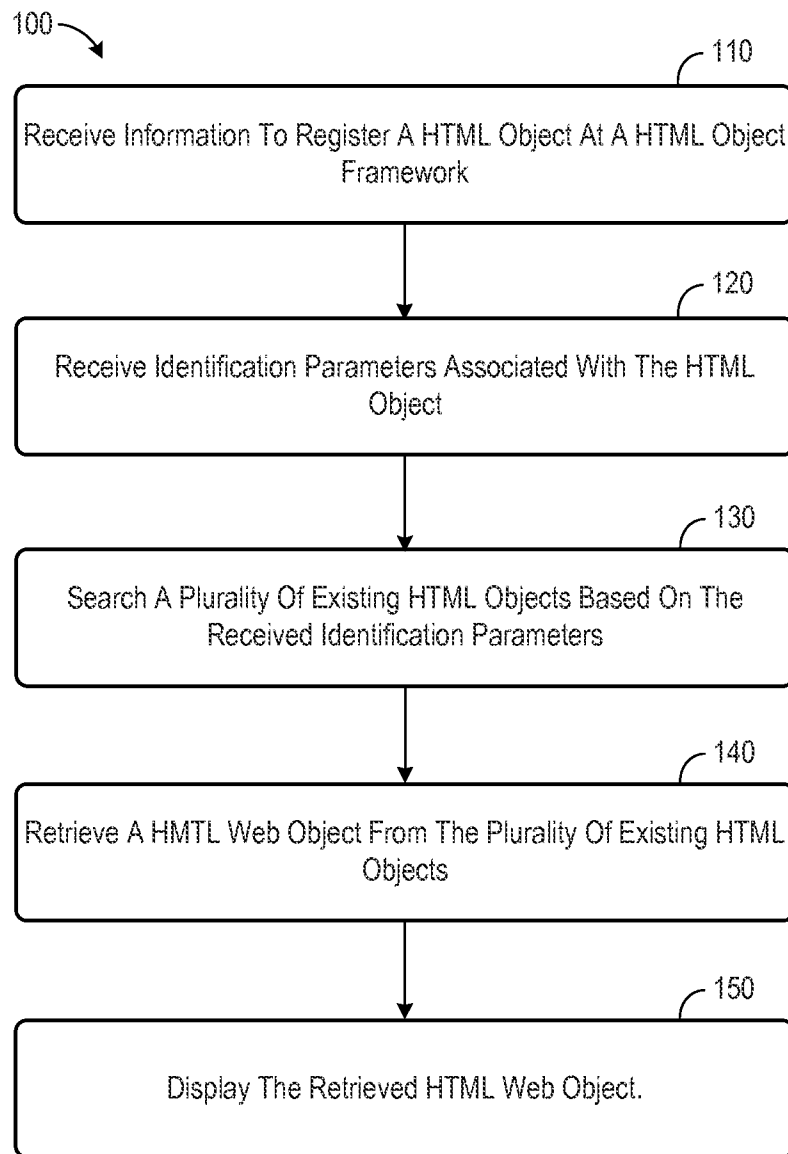 100
110
Receive Information To Register A HTML Object At A HTML Object
Framework
120
Receive Identification Parameters Associated With The HTML
Object
130
Search A Plurality Of Existing HTML Objects Based On The
Received Identification Parameters
140
Retrieve A HMTL Web Object From The Plurality Of Existing HTML
Objects
150
Display The Retrieved HTML Web Object.